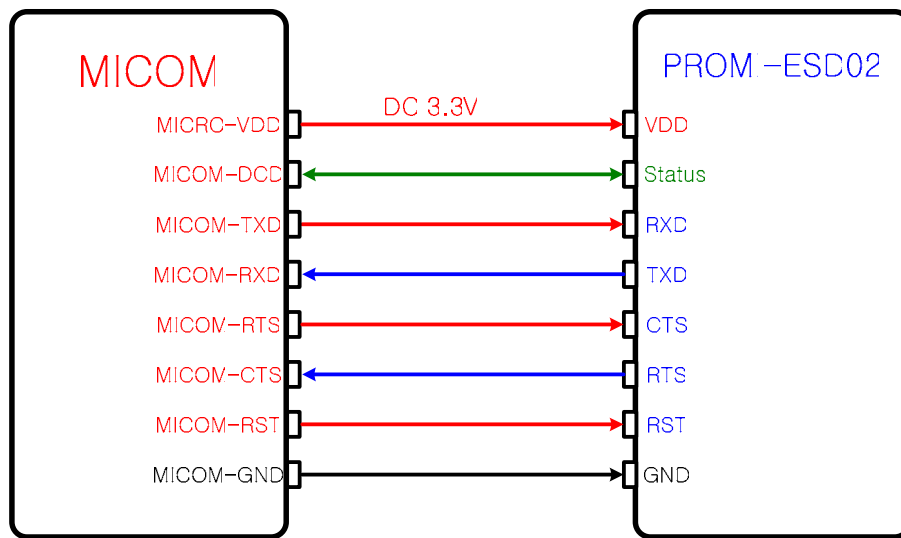 MICOM
PROMI-ESD02
DC 3.3V
MICRC-VDD
VDD
MICOM-DCD
Status
MICOM-TXD
RXD
MICOM-RXD
TXD
MICOM-RTS
CTS
MICOM-CTS
RTS
MICOM-RST
RST
MICOM-GND
GND